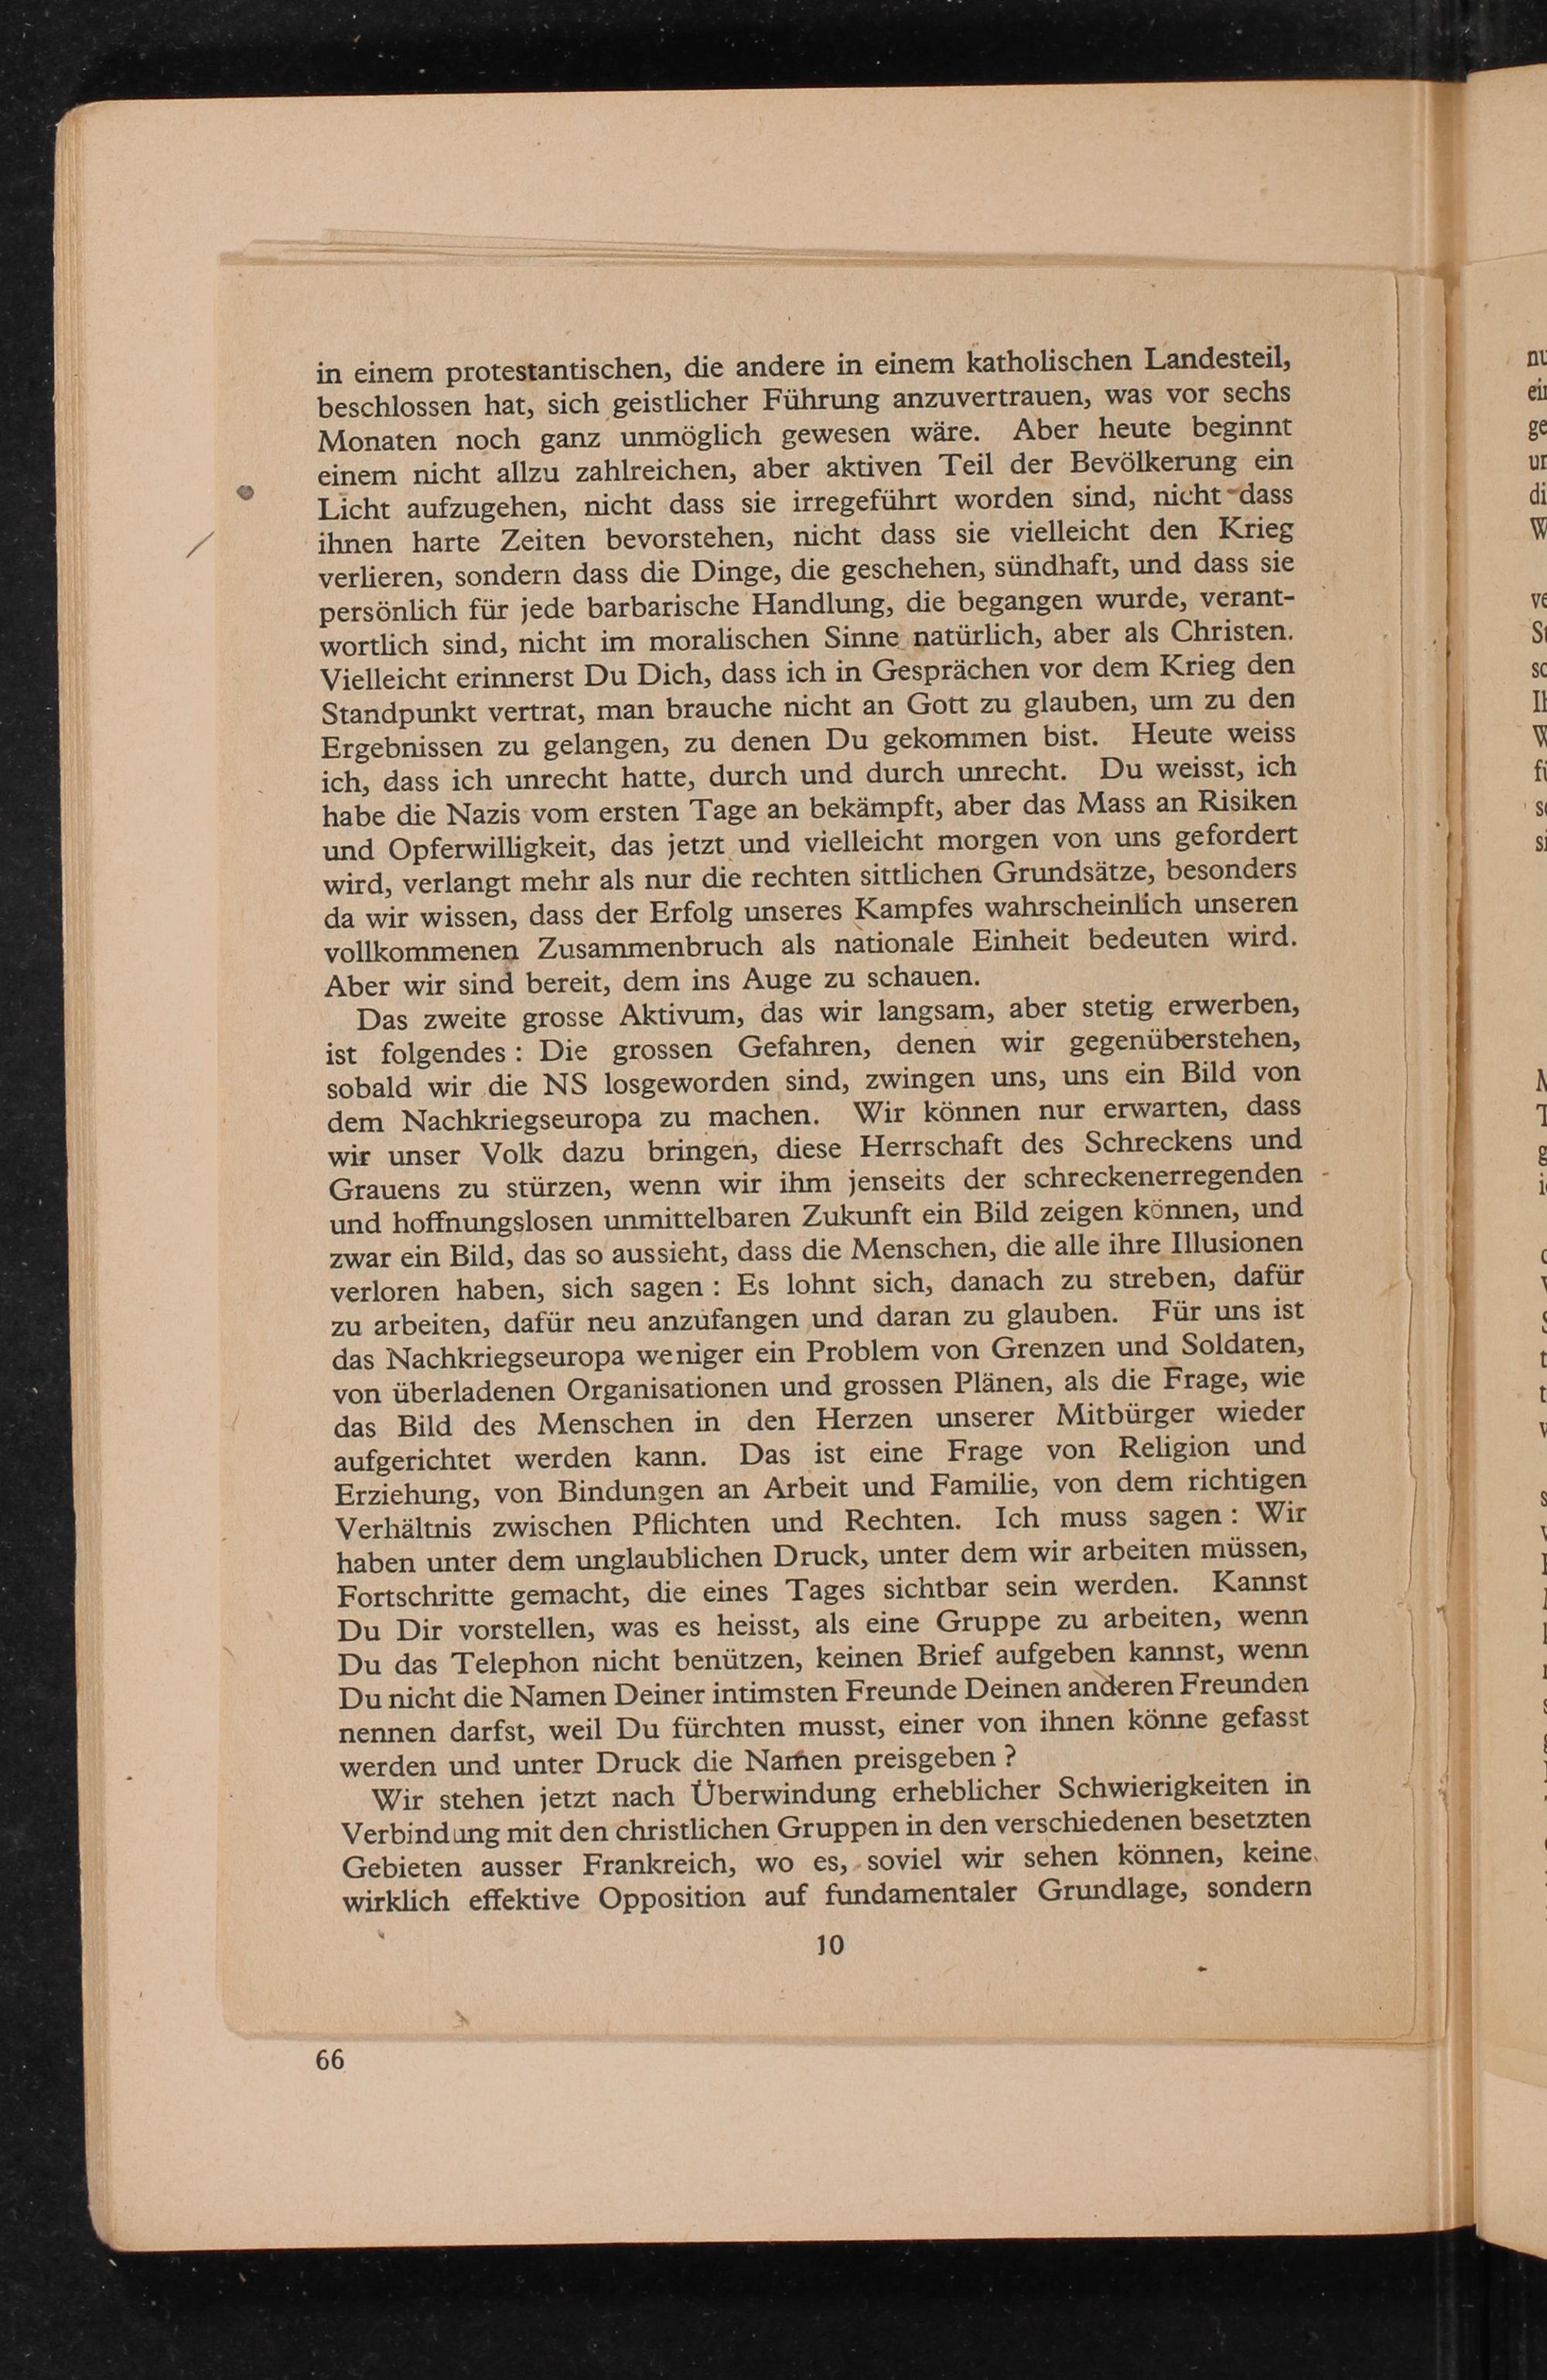 in einem protestantischen, die andere in einem katholischen Landesteil,
beschlossen hat, sich geistlicher Führung anzuvertrauen, was vor sechs
Monaten noch ganz unmöglich gewesen wäre. Aber heute beginnt
einem nicht allzu zahlreichen, aber aktiven Teil der Bevölkerung ein
Licht aufzugehen, nicht dass sie irregeführt worden sind, nicht dass
ihnen harte Zeiten bevorstehen, nicht dass sie vielleicht den Krieg
verlieren, sondern dass die Dinge, die geschehen, sündhaft, und dass sie
persönlich für jede barbarische Handlung, die begangen wurde, verant-
wortlich sind, nicht im moralischen Sinne natürlich, aber als Christen.
Vielleicht erinnerst Du Dich, dass ich in Gesprächen vor dem Krieg den
Standpunkt vertrat, man brauche nicht an Gott zu glauben, um zu den
Ergebnissen zu gelangen, zu denen Du gekommen bist. Heute weiss
ich, dass ich unrecht hatte, durch und durch unrecht. Du weisst, ich
habe die Nazis vom ersten Tage an bekämpft, aber das Mass an Risiken
und Opferwilligkeit, das jetzt und vielleicht morgen von uns gefordert
wird, verlangt mehr als nur die rechten sittlichen Grundsätze, besonders
da wir wissen, dass der Erfolg unseres Kampfes wahrscheinlich unseren
vollkommenen Zusammenbruch als nationale Einheit bedeuten wird.
Aber wir sind bereit, dem ins Auge zu schauen.
Das zweite grosse Aktivum, das wir langsam, aber stetig erwerben,
ist folgendes : Die grossen Gefahren, denen wir gegenüberstehen,
sobald wir die NS losgeworden sind, zwingen uns, uns ein Bild von
dem Nachkriegseuropa zu machen. Wir können nur erwarten, dass
wir unser Volk dazu bringen, diese Herrschaft des Schreckens und
Grauens zu stürzen, wenn wir ihm jenseits der schreckenerregenden
und hoffnungslosen unmittelbaren Zukunft ein Bild zeigen können, und
zwar ein Bild, das so aussieht, dass die Menschen, die alle ihre Illusionen
verloren haben, sich sagen : Es lohnt sich, danach zu streben, dafür
zu arbeiten, dafür neu anzufangen und daran zu glauben. Für uns ist
das Nachkriegseuropa weniger ein Problem von Grenzen und Soldaten,
von überladenen Organisationen und grossen Plänen, als die Frage, wie
das Bild des Menschen in den Herzen unserer Mitbürger wieder
aufgerichtet werden kann. Das ist eine Frage von Religion und
Erziehung, von Bindungen an Arbeit und Familie, von dem richtigen
Verhältnis zwischen Pflichten und Rechten. Ich muss sagen : Wir
haben unter dem unglaublichen Druck, unter dem wir arbeiten müssen,
Fortschritte gemacht, die eines Tages sichtbar sein werden. Kannst
Du Dir vorstellen, was es heisst, als eine Gruppe zu arbeiten, wenn
Du das Telephon nicht benützen, keinen Brief aufgeben kannst, wenn
Du nicht die Namen Deiner intimsten Freunde Deinen anderen Freunden
nennen darfst, weil Du fürchten musst, einer von ihnen könne gefasst
werden und unter Druck die Namen preisgeben ?
Wir stehen jetzt nach Überwindung erheblicher Schwierigkeiten in
Verbindung mit den christlichen Gruppen in den verschiedenen besetzten
Gebieten ausser Frankreich, wo es, soviel wir sehen können, keine
wirklich effektive Opposition auf fundamentaler Grundlage, sondern
10
66